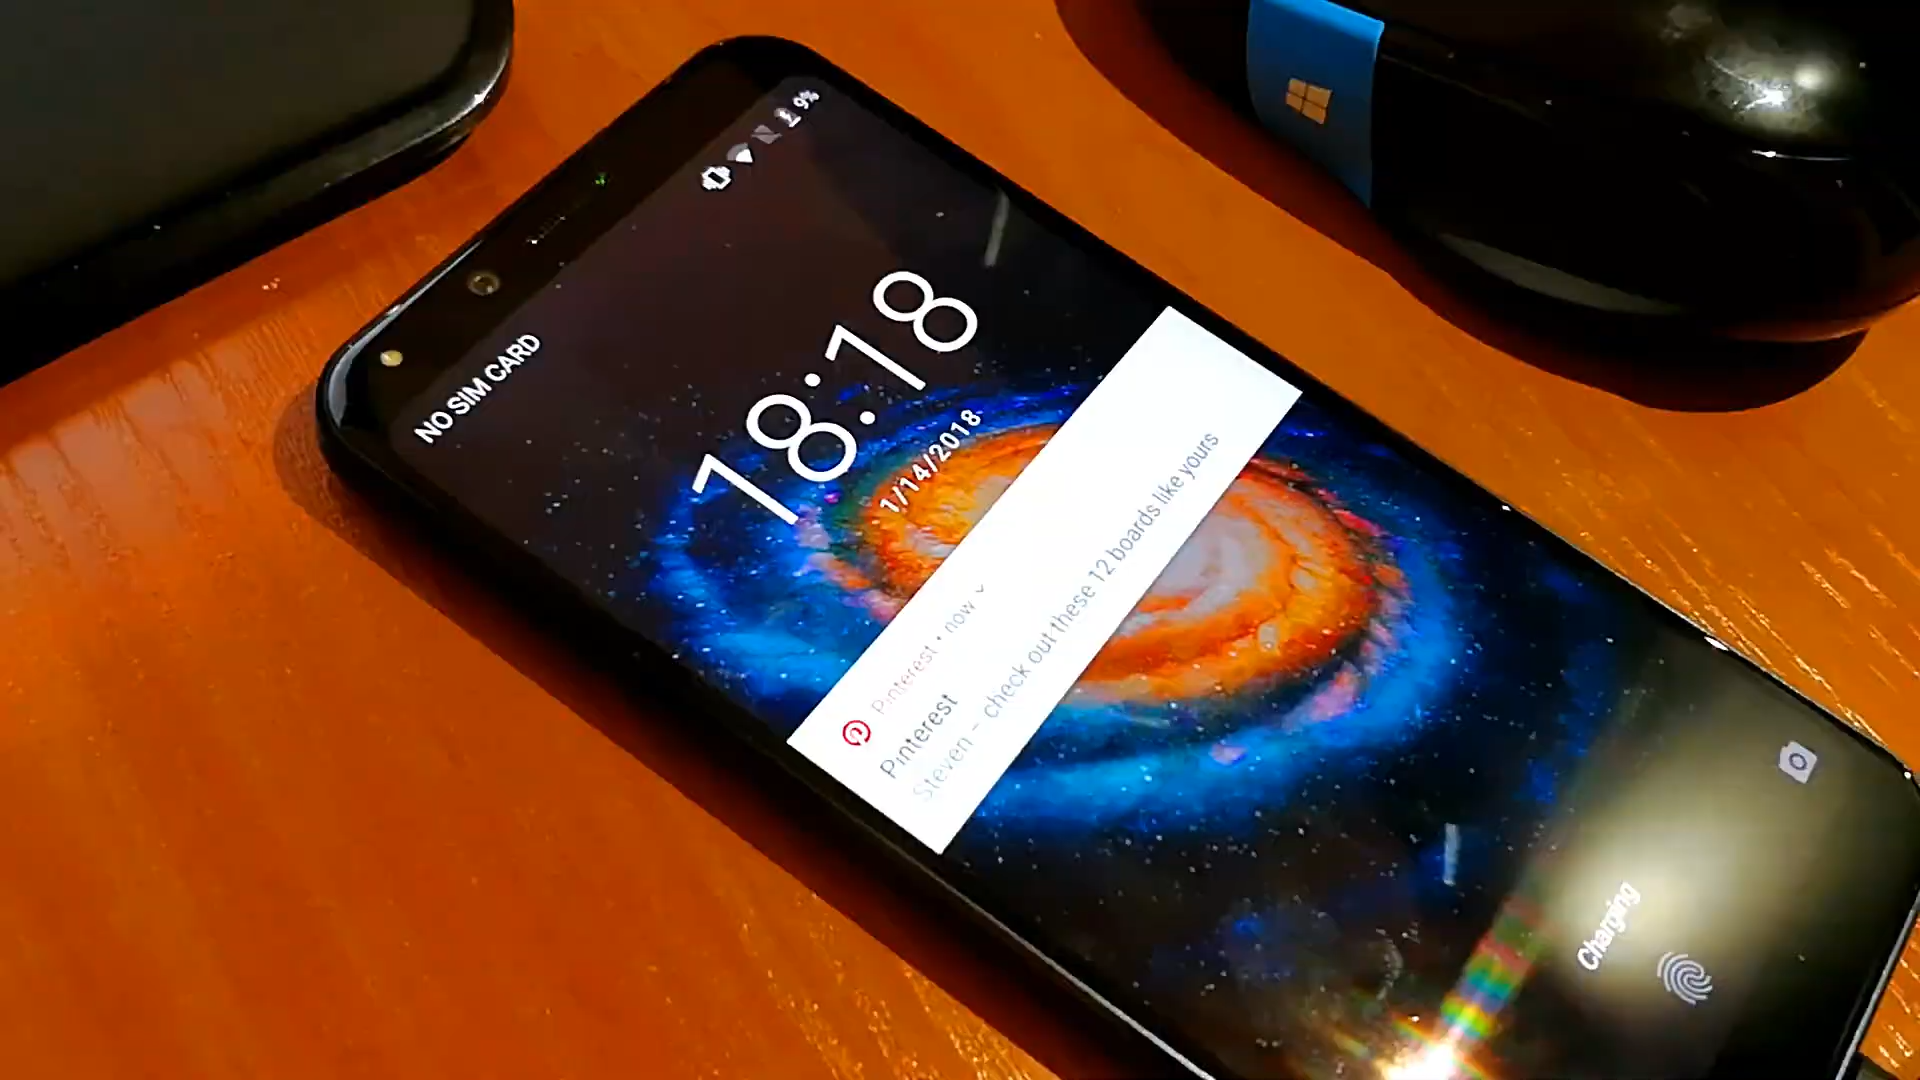 9%
NO SIM CARD
18:18
1/14/2018
Pinterest • now
Pinterest
Steven – check out these 12 boards like yours
Charging